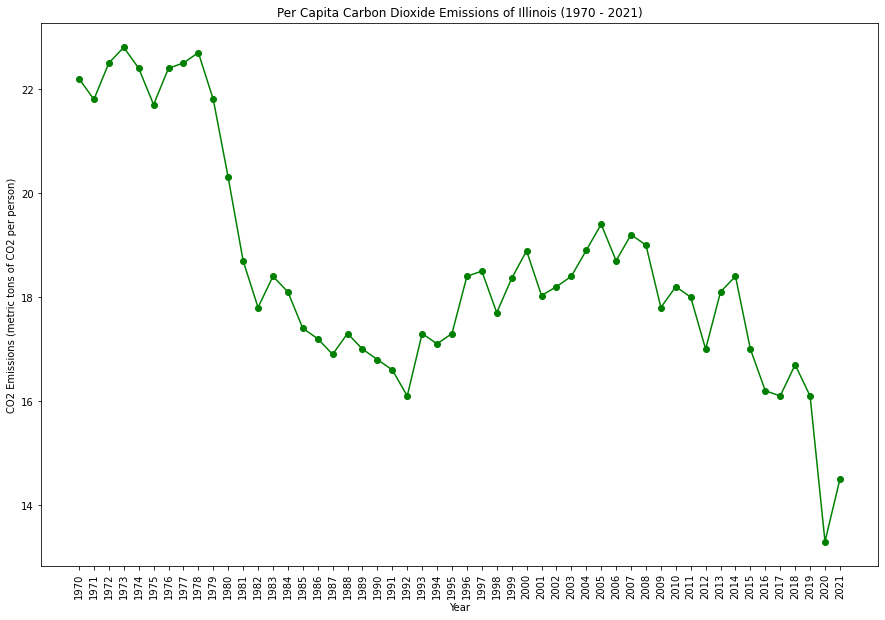 Per Capita Carbon Dioxide Emissions of Illinois (1970 - 2021)
CO2 Emissions (metric tons of CO2 per person)
22
20
18
16
14
1970 1971 1972 1973 1974 1975 1976 1977 1978 1979 1980 1981 1982 1983 1984 1985 1986 1987 1988 1989 1990 1991 1992 1993 1994 1995 1996 1997 1998 1999 2000 2001 2002 2003 2004 2005 2006 2007 2008 2009 2010 2011 2012 2013 2014 2015 2016 2017 2018 2019 2020 2021
Year